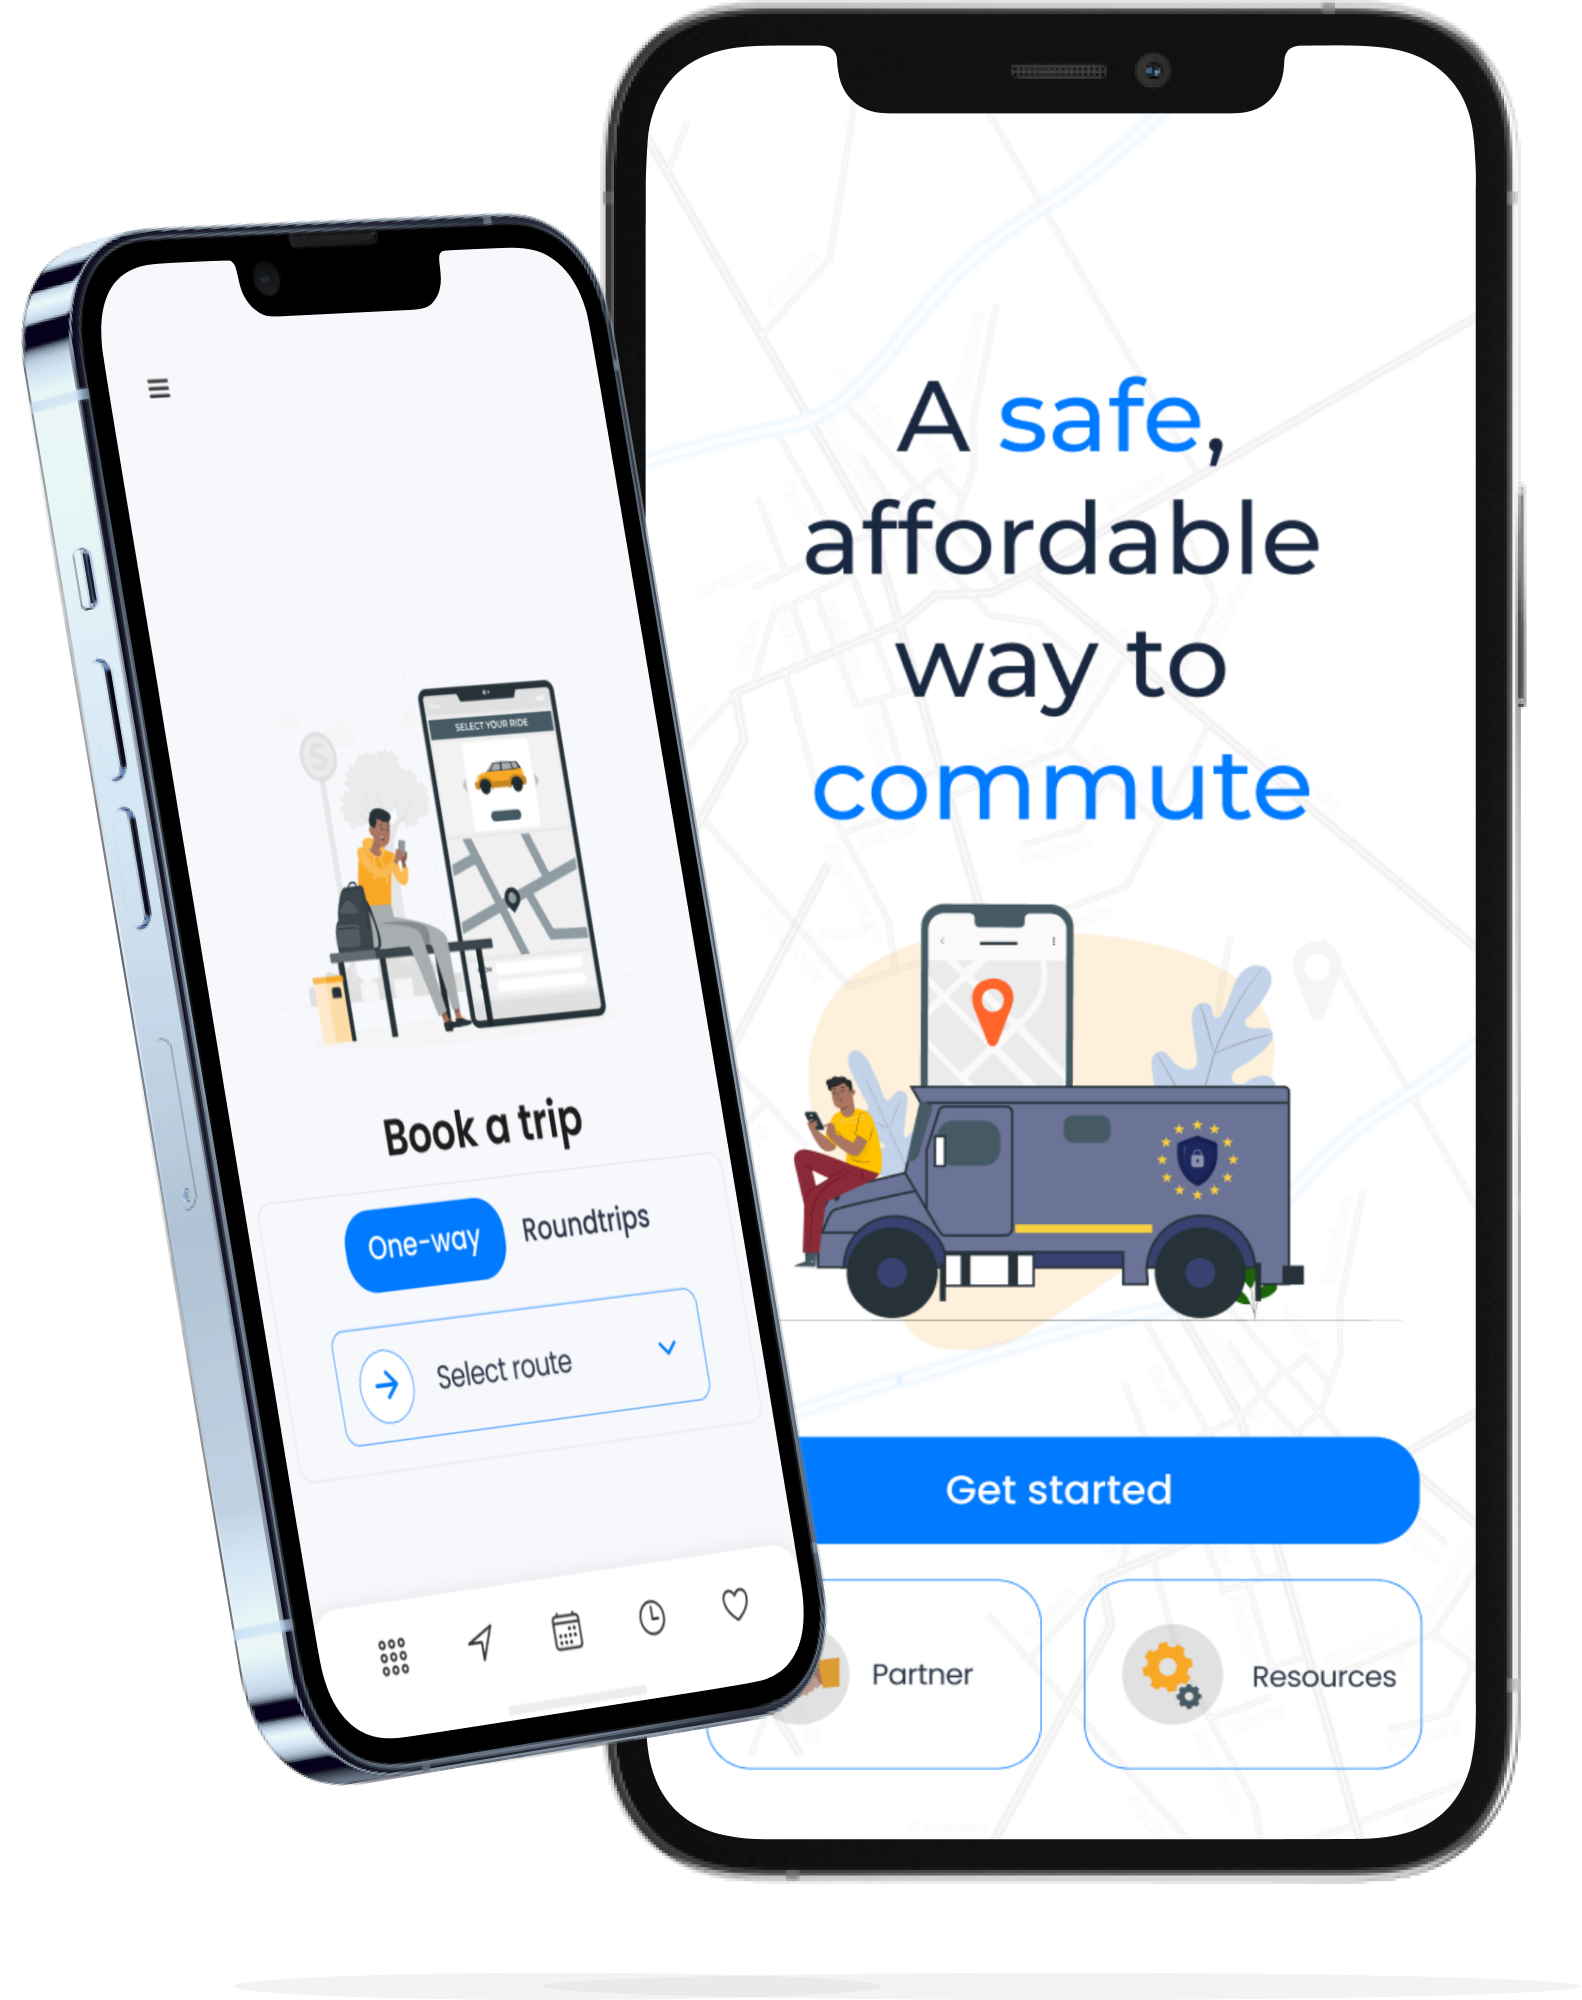 SELECT YOUR RIDE
S
Book a trip
One-way
Roundtrips
Select route
A safe,
affordable
way to
commute
Get started
Partner
Resources